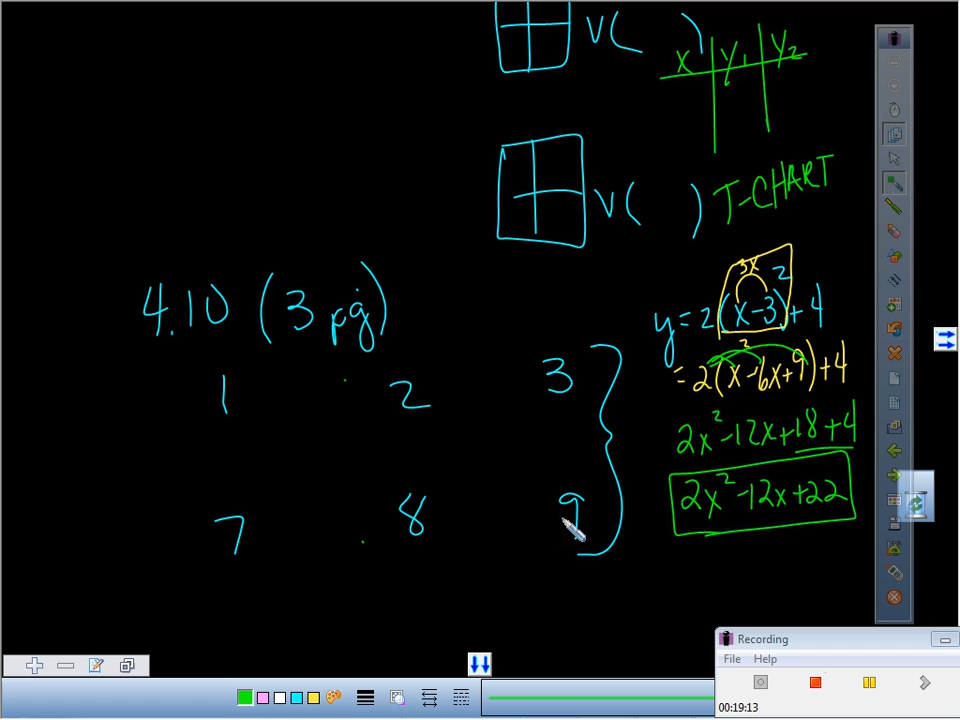 V( )
x y₁ y₂
V( ) T-CHART
4.10 (3 pg)
1 2 3
7 8 9
3x
y=2(x-3)²+4
=2(x²-6x+9)+4
2x²-12x+18+4
2x²-12x+22
Recording
File Help
00:19:13